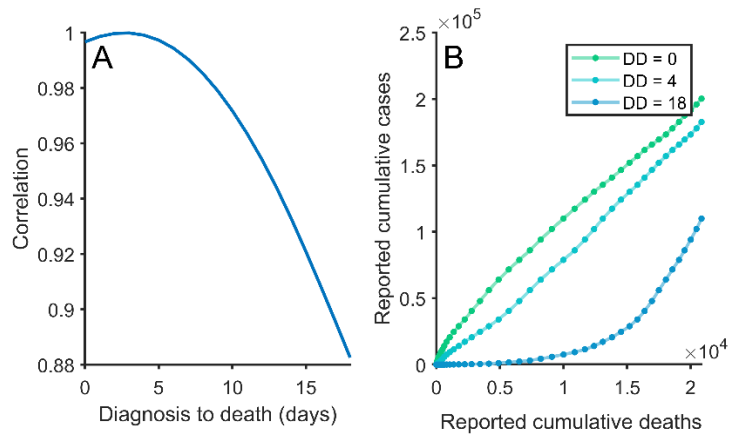 A
1
0.98
0.96
0.94
0.92
0.9
0.88
Correlation
0 5 10 15
Diagnosis to death (days)
×10⁵
B
2.5
2
1.5
1
0.5
0
Reported cumulative cases
DD = 0
DD = 4
DD = 18
×10⁴
0 0.5 1 1.5 2
Reported cumulative deaths